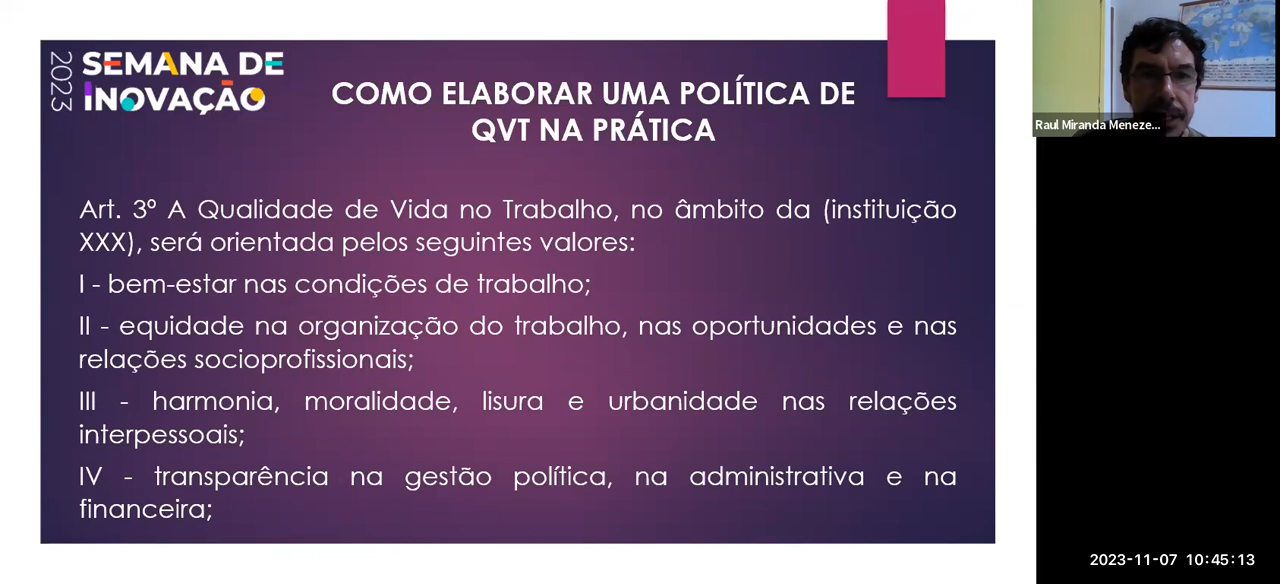 2023
SEMANA DE
INOVAÇÃO
COMO ELABORAR UMA POLÍTICA DE
QVT NA PRÁTICA
Art. 3º A Qualidade de Vida no Trabalho, no âmbito da (instituição
XXX), será orientada pelos seguintes valores:
I - bem-estar nas condições de trabalho;
II - equidade na organização do trabalho, nas oportunidades e nas
relações socioprofissionais;
III - harmonia, moralidade, lisura e urbanidade nas relações
interpessoais;
IV - transparência na gestão política, na administrativa e na
financeira;
Raul Miranda Meneze...
2023-11-07 10:45:13